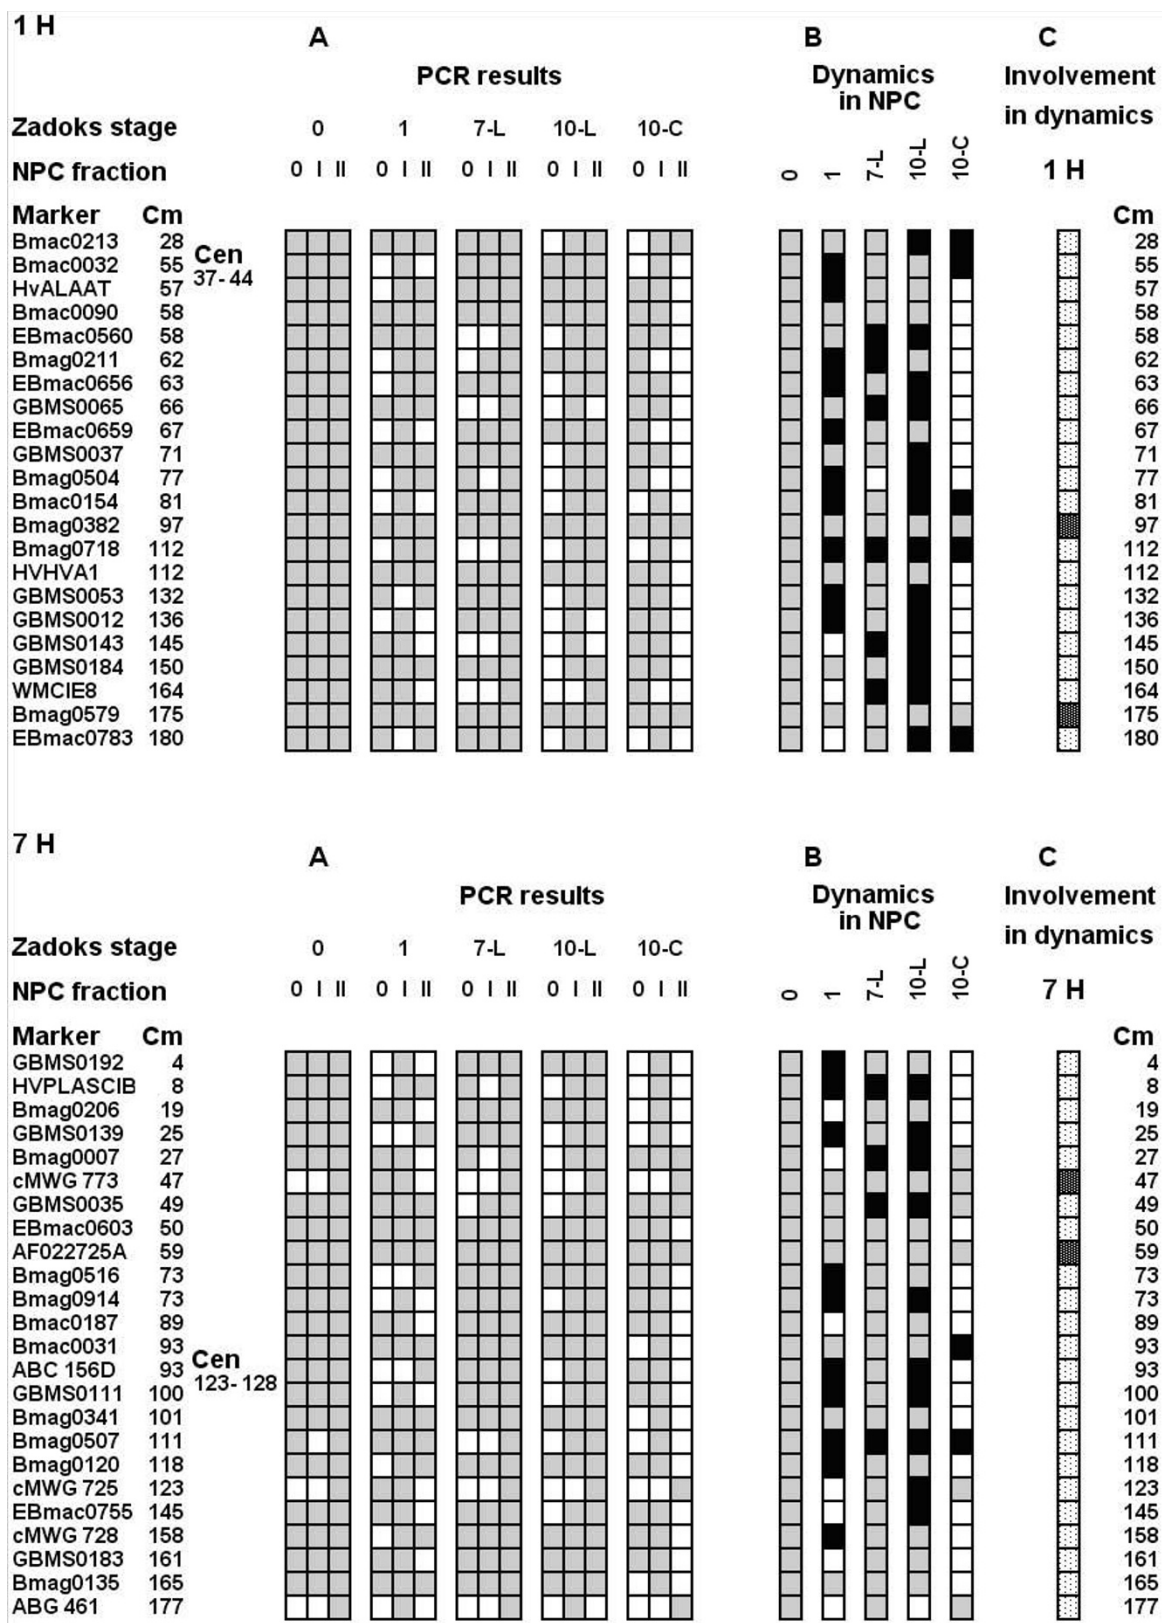 1 H
A B C
PCR results Dynamics in NPC Involvement in dynamics
Zadoks stage 0 1 7-L 10-L 10-C
NPC fraction 0 I II 0 I II 0 I II 0 I II 0 I II 0 1 7-L 10-L 10-C 1 H
Marker Cm Cm
Bmac0213 28 28
Cen
Bmac0032 55 55
37-44
HvALAAT 57 57
Bmac0090 58 58
EBmac0560 58 58
Bmag0211 62 62
EBmac0656 63 63
GBMS0065 66 66
EBmac0659 67 67
GBMS0037 71 71
Bmag0504 77 77
Bmac0154 81 81
Bmag0382 97 97
Bmag0718 112 112
HVHVA1 112 112
GBMS0053 132 132
GBMS0012 136 136
GBMS0143 145 145
GBMS0184 150 150
WMCIE8 164 164
Bmag0579 175 175
EBmac0783 180 180
7 H
A B C
PCR results Dynamics in NPC Involvement in dynamics
Zadoks stage 0 1 7-L 10-L 10-C
NPC fraction 0 I II 0 I II 0 I II 0 I II 0 I II 0 1 7-L 10-L 10-C 7 H
Marker Cm Cm
GBMS0192 4 4
HVPLASCIB 8 8
Bmag0206 19 19
GBMS0139 25 25
Bmag0007 27 27
cMWG 773 47 47
GBMS0035 49 49
EBmac0603 50 50
AF022725A 59 59
Bmag0516 73 73
Bmag0914 73 73
Bmac0187 89 89
Bmac0031 93 93
Cen
ABC 156D 93 93
123-128
GBMS0111 100 100
Bmag0341 101 101
Bmag0507 111 111
Bmag0120 118 118
cMWG 725 123 123
EBmac0755 145 145
cMWG 728 158 158
GBMS0183 161 161
Bmag0135 165 165
ABG 461 177 177